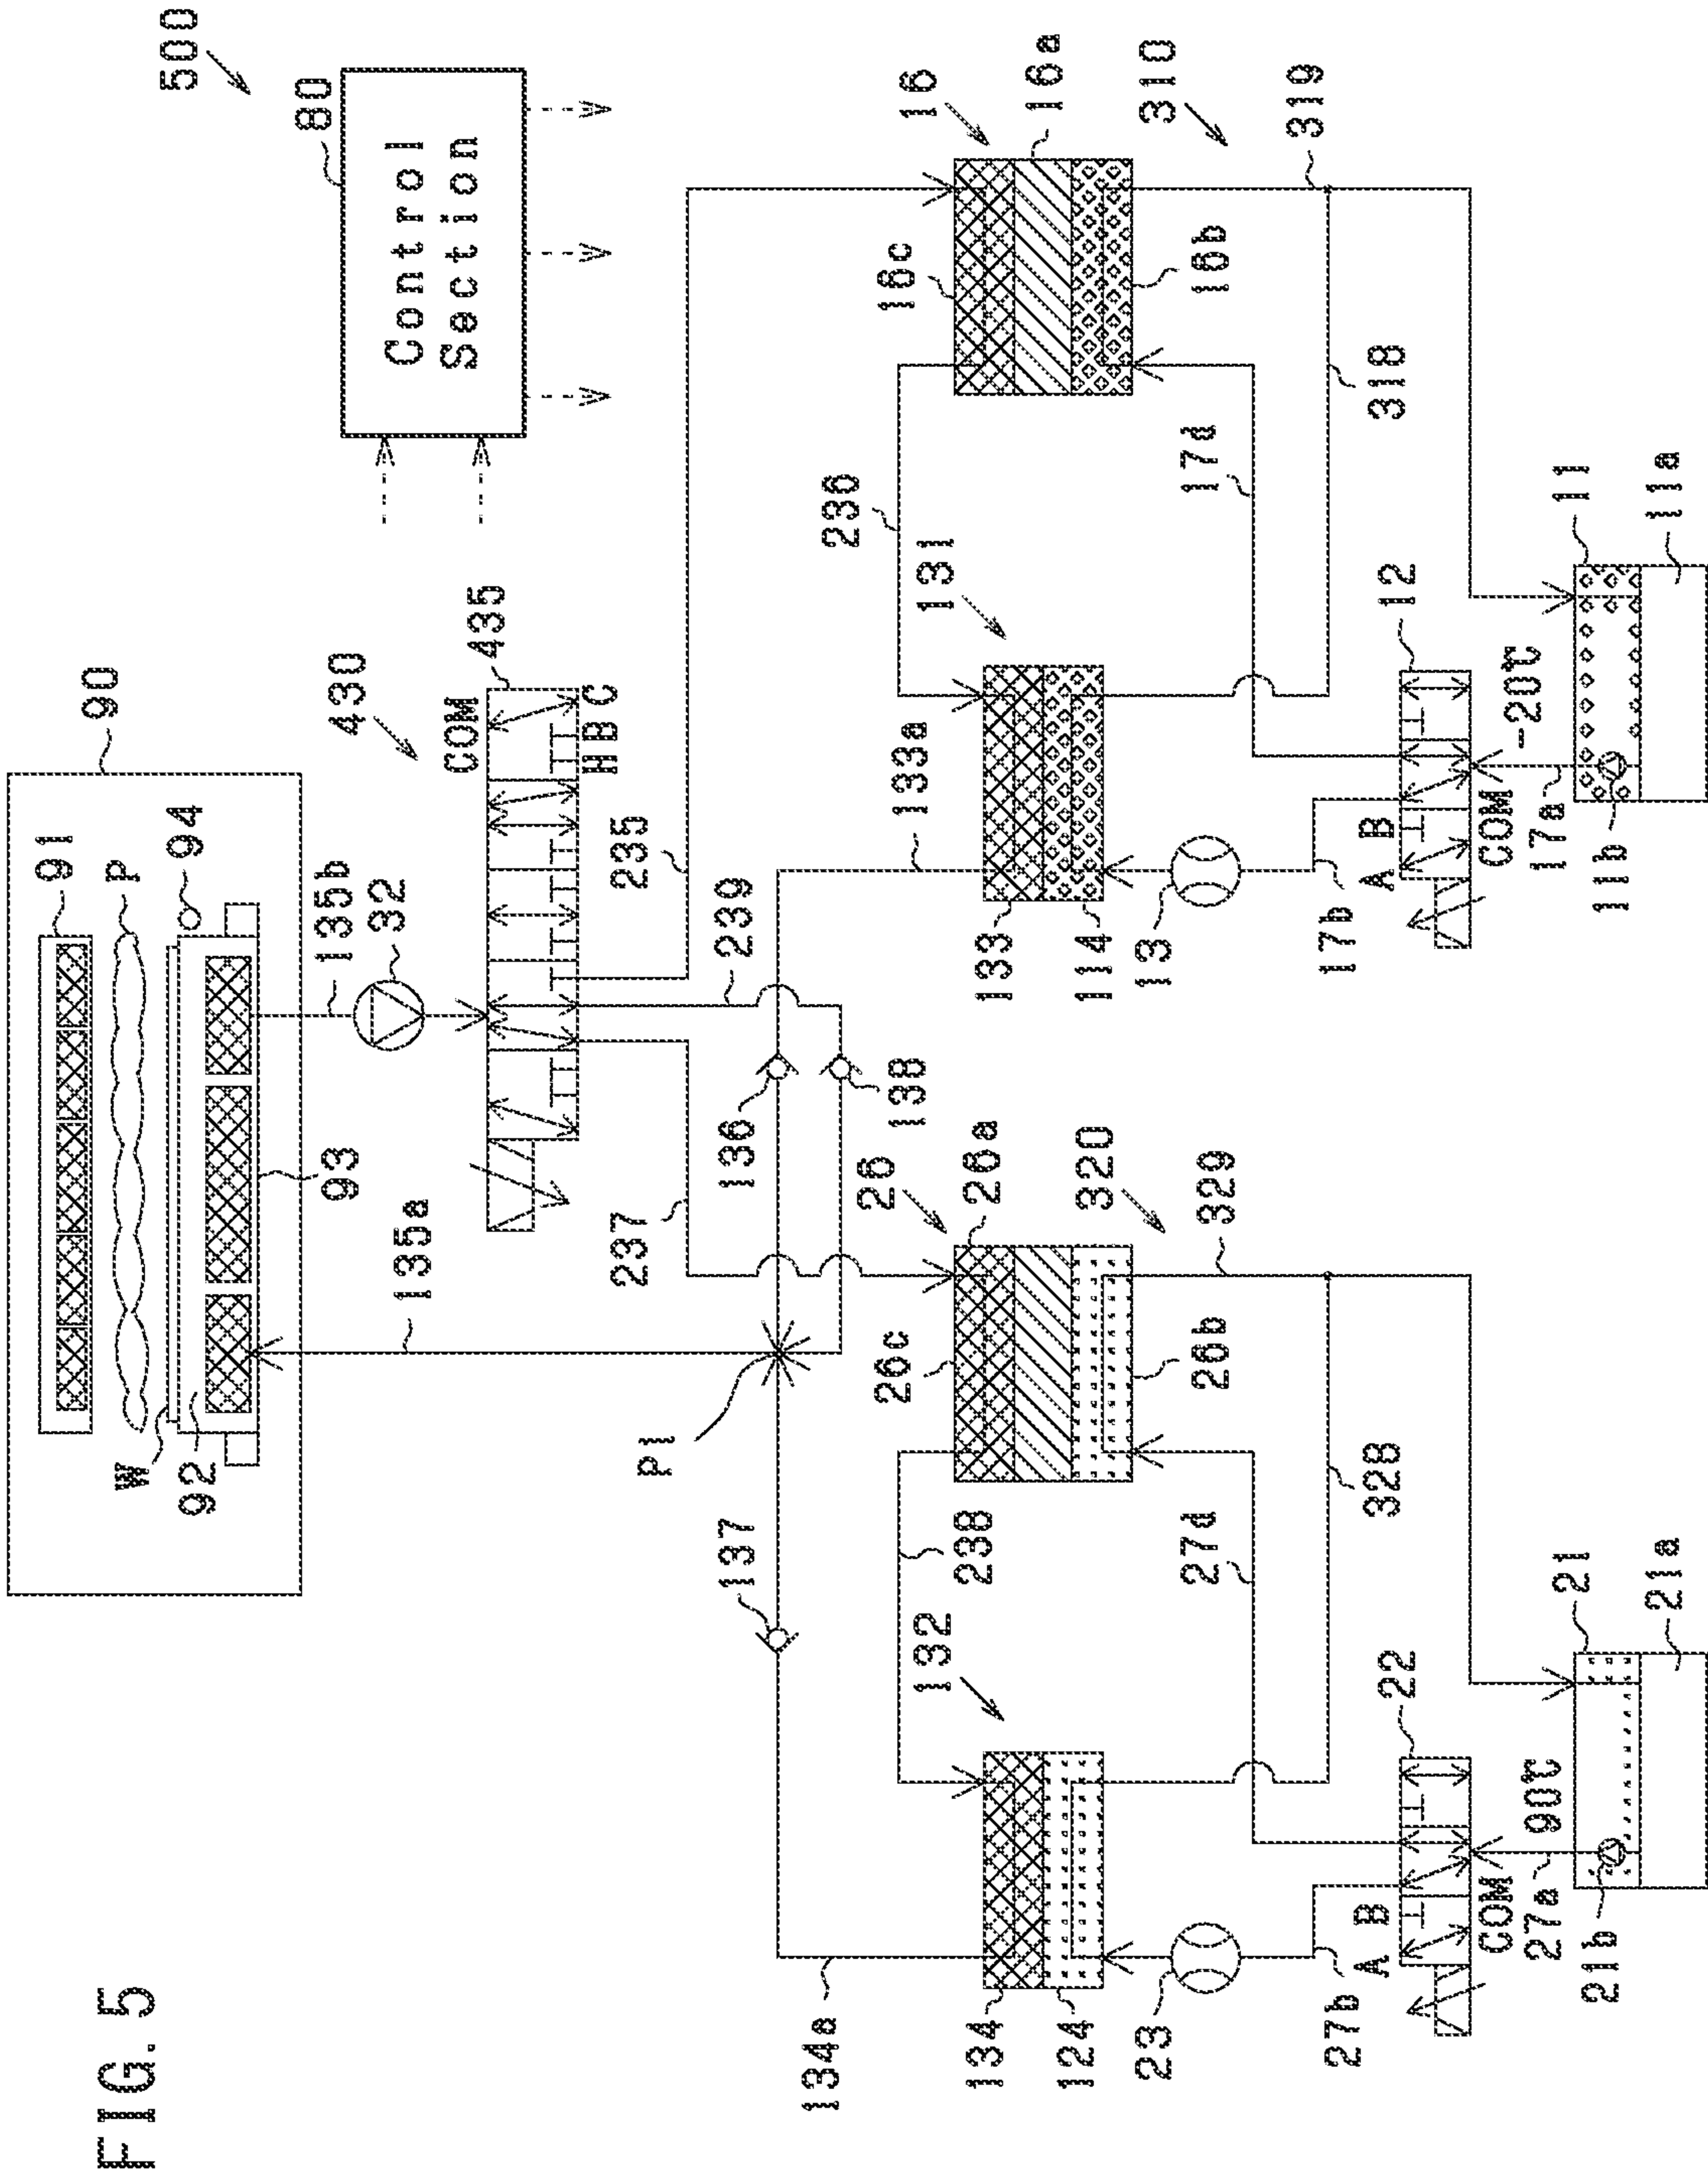 FIG. 5
500
80
Control
Section
90
91
P
94
W
92
93
135b
32
135a
430
435
COM
H B C
235
239
237
136
138
P1
137
16
16a
16c
16b
310
319
236
131
133a
133
114
17d
318
13
17b
A
B
12
COM
17a
-20℃
11
11a
11b
26
26a
26c
26b
320
329
238
132
134a
134
124
27d
328
23
27b
A
B
22
COM
27a
90℃
21
21a
21b